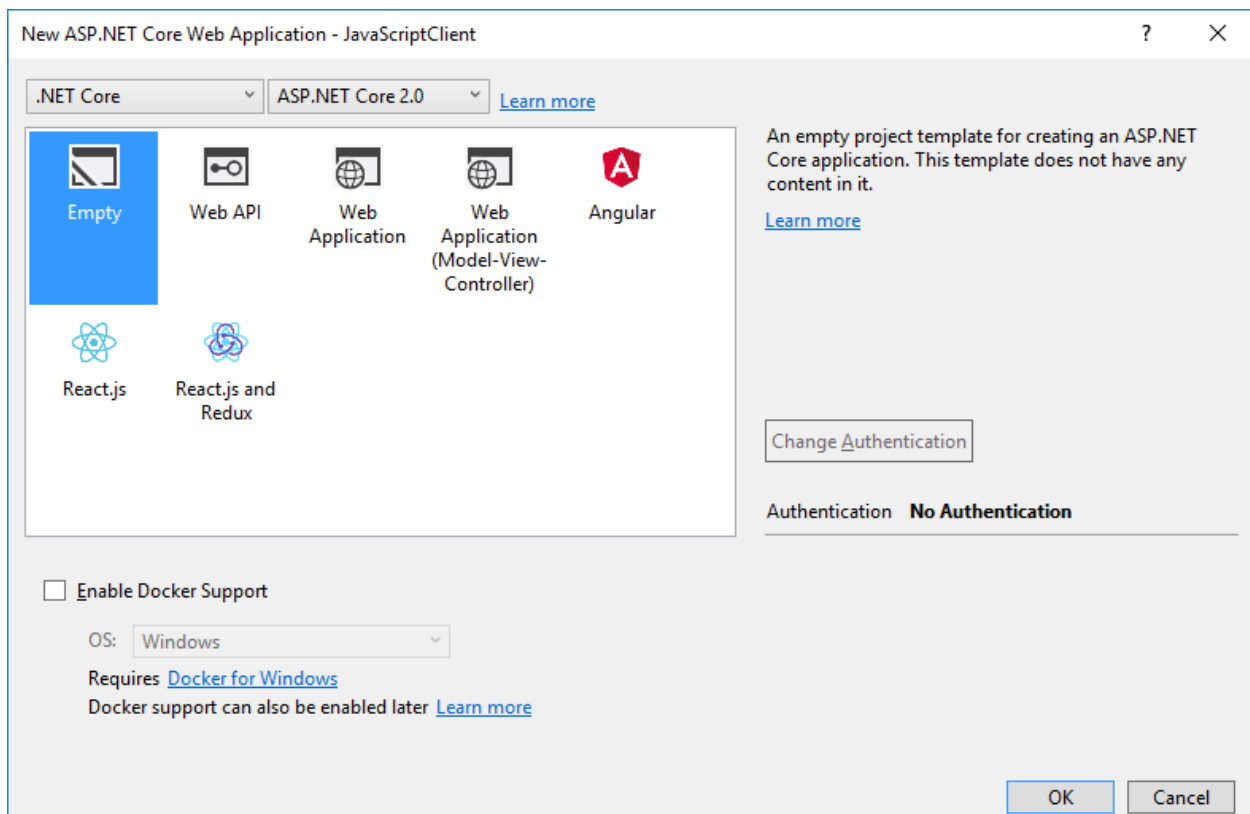 New ASP.NET Core Web Application - JavaScriptClient
? 
.NET Core
ASP.NET Core 2.0
Learn more
Empty
Web API
Web
Application
Web
Application
(Model-View-
Controller)
Angular
React.js
React.js and
Redux
An empty project template for creating an ASP.NET
Core application. This template does not have any
content in it.
Learn more
Change Authentication
Authentication No Authentication
Enable Docker Support
OS: Windows
Requires Docker for Windows
Docker support can also be enabled later Learn more
OK
Cancel